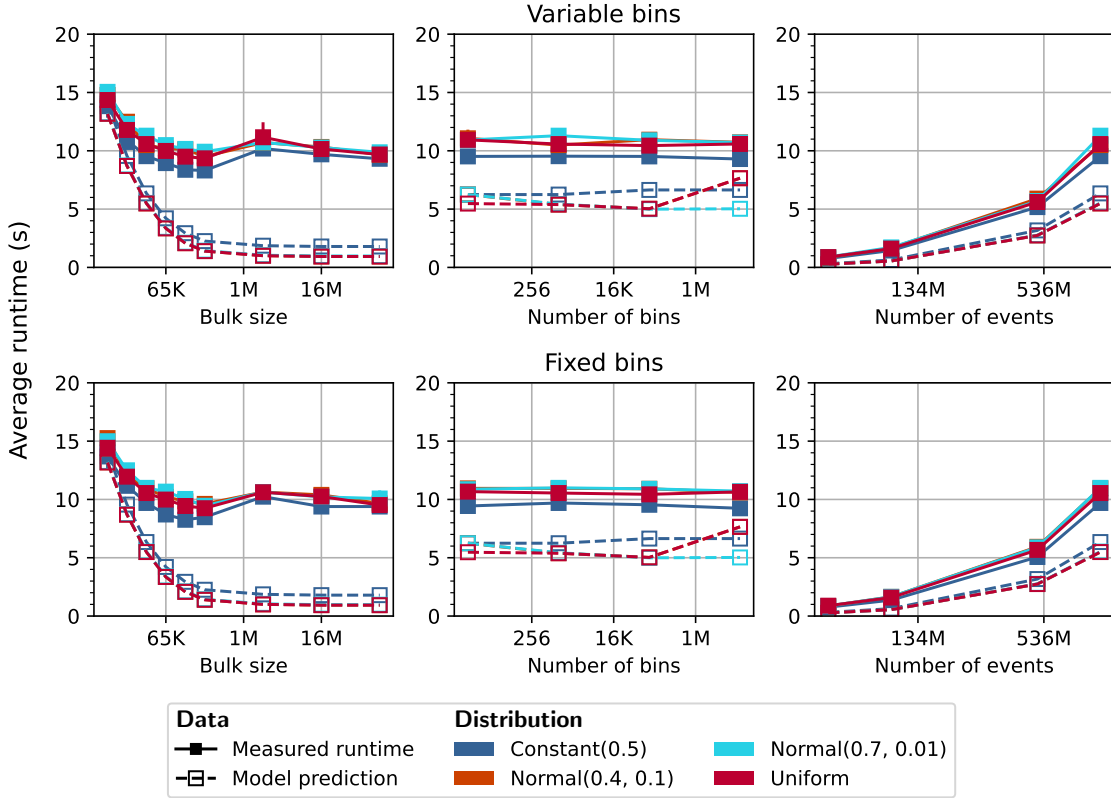 Variable bins
20
15
10
5
0
65K 1M 16M
Bulk size
20
15
10
5
0
256 16K 1M
Number of bins
20
15
10
5
0
134M 536M
Number of events
Average runtime (s)
Fixed bins
20
15
10
5
0
65K 1M 16M
Bulk size
20
15
10
5
0
256 16K 1M
Number of bins
20
15
10
5
0
134M 536M
Number of events
Data
Measured runtime
Model prediction
Distribution
Constant(0.5)
Normal(0.4, 0.1)
Normal(0.7, 0.01)
Uniform